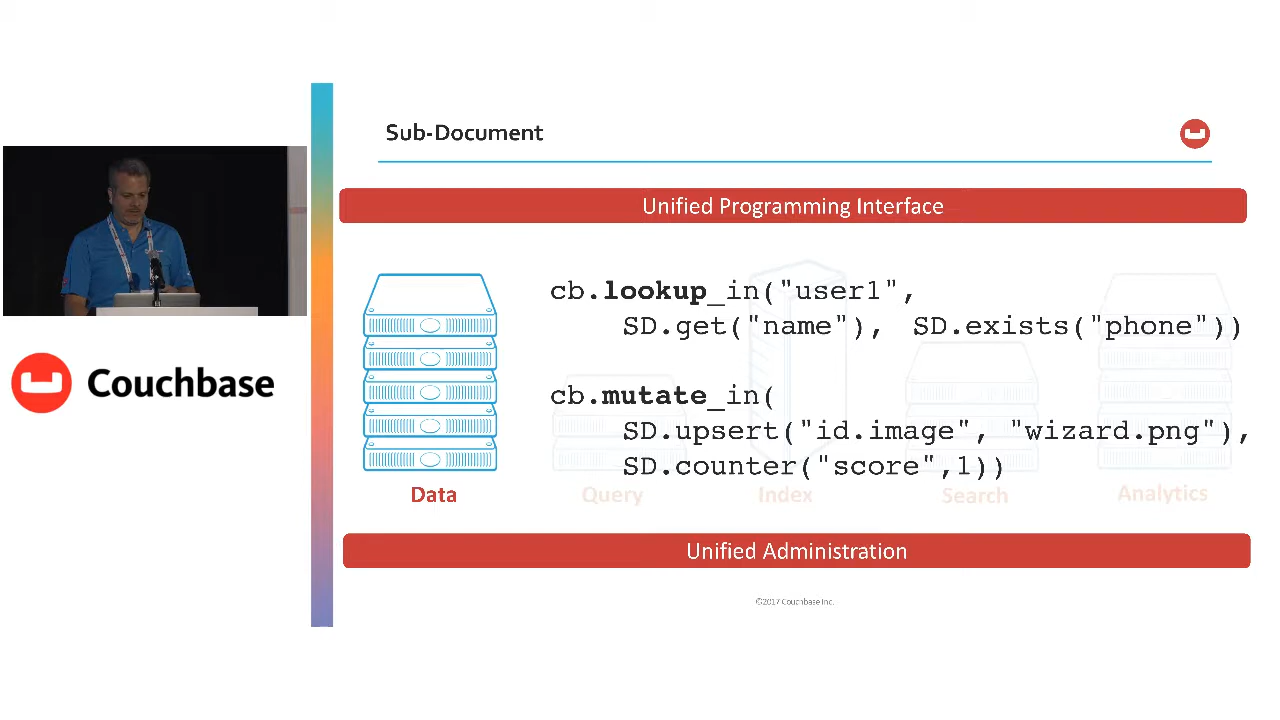 Sub-Document
Unified Programming Interface
cb.lookup_in("user1",
SD.get("name"), SD.exists("phone"))
cb.mutate_in(
SD.upsert("id.image", "wizard.png"),
SD.counter("score",1))
Data
Query
Index
Search
Analytics
Unified Administration
©2017 Couchbase Inc.
Couchbase